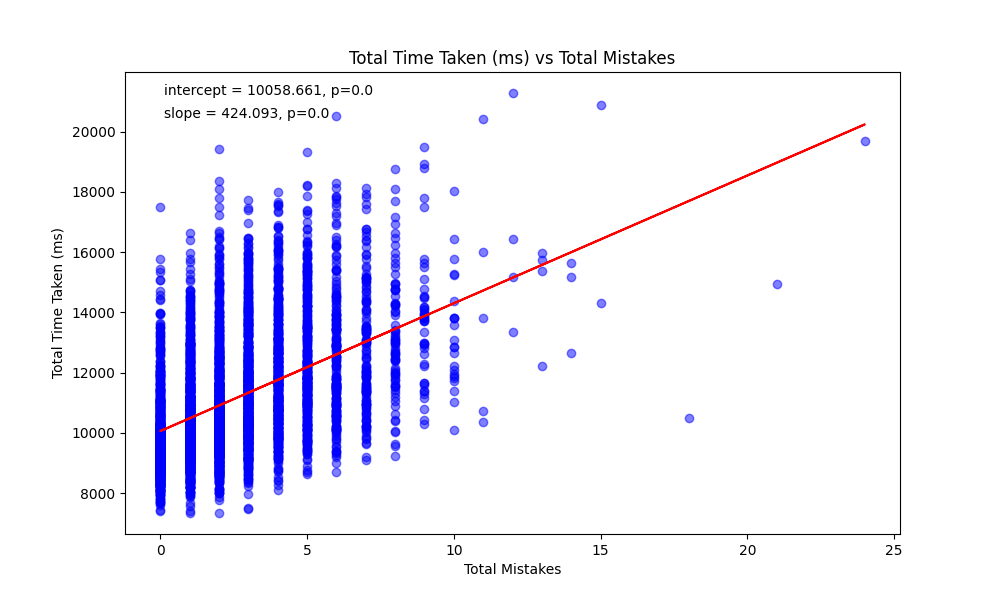 Total Time Taken (ms) vs Total Mistakes
intercept = 10058.661, p=0.0
slope = 424.093, p=0.0
Total Time Taken (ms)
20000
18000
16000
14000
12000
10000
8000
0
5
10
15
20
25
Total Mistakes